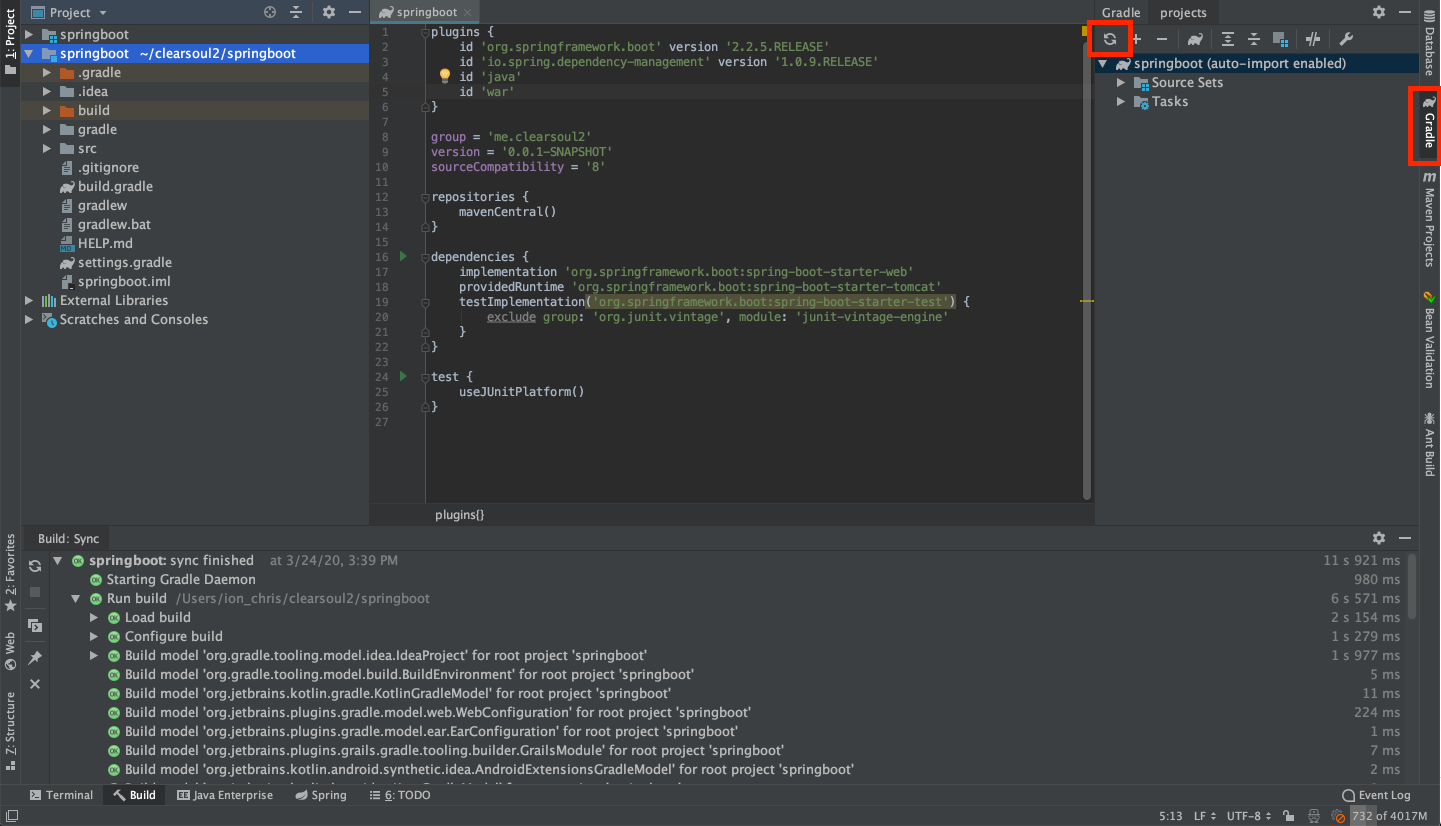 1: Project
2: Favorites
Web
Z: Structure
Project
springboot
springboot ~/clearsoul2/springboot
.gradle
.idea
build
gradle
src
.gitignore
build.gradle
gradlew
gradlew.bat
HELP.md
settings.gradle
springboot.iml
External Libraries
Scratches and Consoles
springboot
1 plugins {
2 id 'org.springframework.boot' version '2.2.5.RELEASE'
3 id 'io.spring.dependency-management' version '1.0.9.RELEASE'
4 id 'java'
5 id 'war'
6 }
7
8 group = 'me.clearsoul2'
9 version = '0.0.1-SNAPSHOT'
10 sourceCompatibility = '8'
11
12 repositories {
13 mavenCentral()
14 }
15
16 dependencies {
17 implementation 'org.springframework.boot:spring-boot-starter-web'
18 providedRuntime 'org.springframework.boot:spring-boot-starter-tomcat'
19 testImplementation('org.springframework.boot:spring-boot-starter-test') {
20 exclude group: 'org.junit.vintage', module: 'junit-vintage-engine'
21 }
22 }
23
24 test {
25 useJUnitPlatform()
26 }
27
plugins{}
Gradle projects
springboot (auto-import enabled)
Source Sets
Tasks
Database
Gradle
m Maven Projects
Bean Validation
Ant Build
Build: Sync
springboot: sync finished at 3/24/20, 3:39 PM 11 s 921 ms
OK Starting Gradle Daemon 980 ms
OK Run build /Users/ion_chris/clearsoul2/springboot 6 s 571 ms
OK Load build 2 s 154 ms
OK Configure build 1 s 279 ms
OK Build model 'org.gradle.tooling.model.idea.IdeaProject' for root project 'springboot' 1 s 977 ms
OK Build model 'org.gradle.tooling.model.build.BuildEnvironment' for root project 'springboot' 5 ms
OK Build model 'org.jetbrains.kotlin.gradle.KotlinGradleModel' for root project 'springboot' 11 ms
OK Build model 'org.jetbrains.plugins.gradle.model.web.WebConfiguration' for root project 'springboot' 224 ms
OK Build model 'org.jetbrains.plugins.gradle.model.ear.EarConfiguration' for root project 'springboot' 1 ms
OK Build model 'org.jetbrains.plugins.grails.gradle.tooling.builder.GrailsModule' for root project 'springboot' 7 ms
OK Build model 'org.jetbrains.kotlin.android.synthetic.idea.AndroidExtensionsGradleModel' for root project 'springboot' 2 ms
Terminal Build Java Enterprise Spring 6: TODO Event Log
5:13 LF UTF-8 732 of 4017M